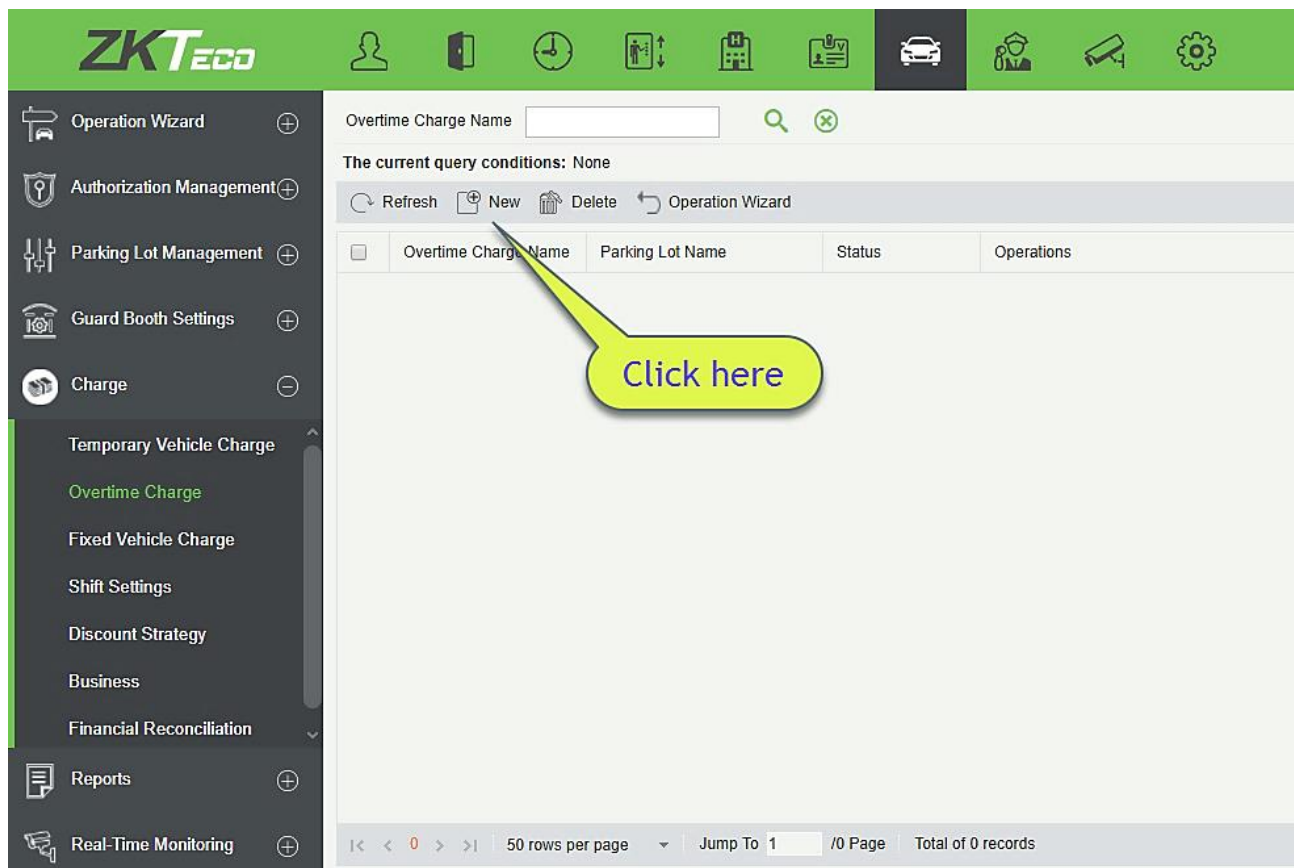 ZKTECO
Operation Wizard
Authorization Management
Parking Lot Management
Guard Booth Settings
Charge
Temporary Vehicle Charge
Overtime Charge
Fixed Vehicle Charge
Shift Settings
Discount Strategy
Business
Financial Reconciliation
Reports
Real-Time Monitoring
Overtime Charge Name
The current query conditions: None
Refresh New Delete Operation Wizard
Overtime Charge Name Parking Lot Name Status Operations
Click here
|< < 0 > >| 50 rows per page Jump To 1 /0 Page Total of 0 records